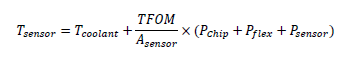 T_sensor = T_coolant + TFOM / A_sensor × (P_Chip + P_flex + P_sensor)